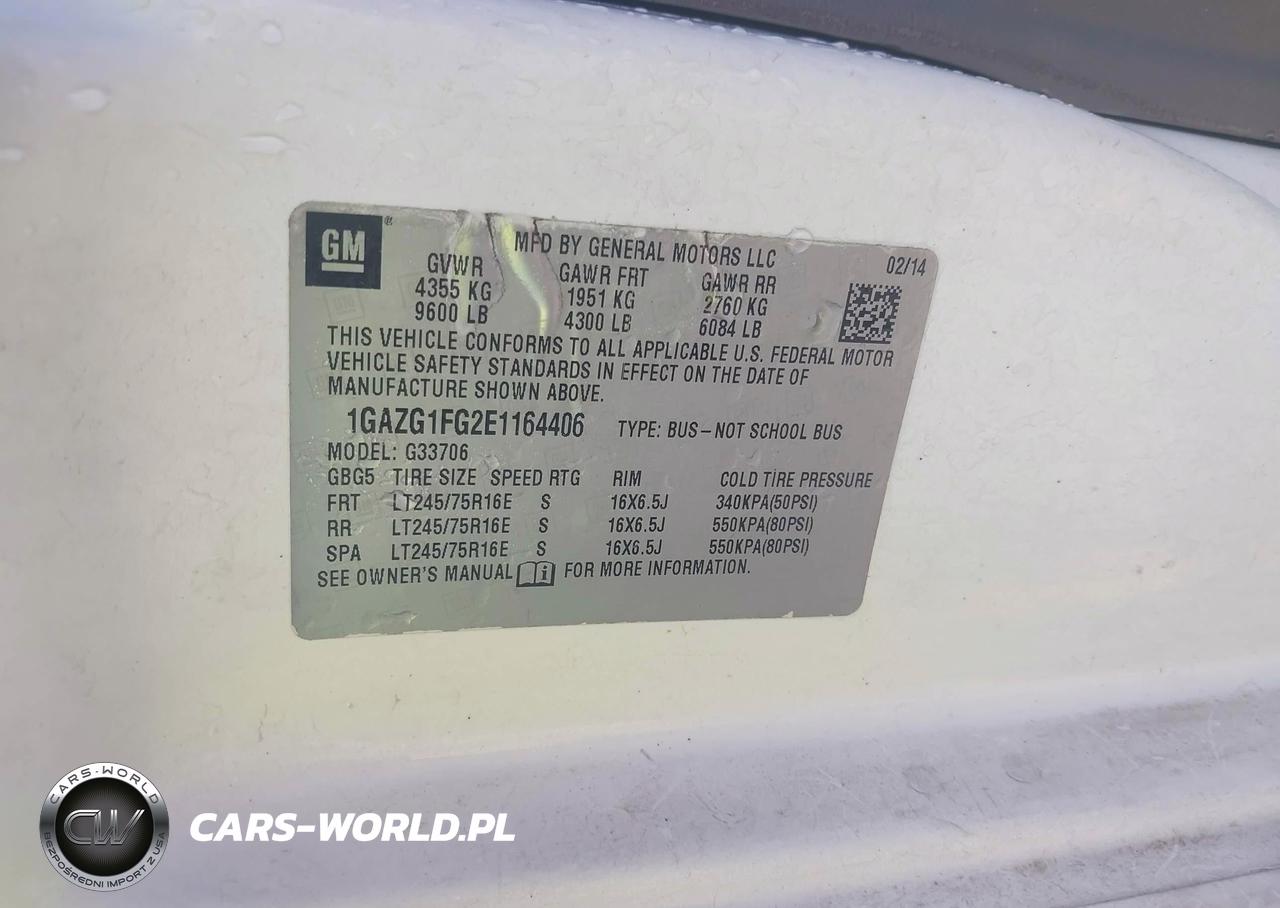 GM ®
MFD BY GENERAL MOTORS LLC
02/14
GVWR GAWR FRT GAWR RR
4355 KG 1951 KG 2760 KG
9600 LB 4300 LB 6084 LB
THIS VEHICLE CONFORMS TO ALL APPLICABLE U.S. FEDERAL MOTOR
VEHICLE SAFETY STANDARDS IN EFFECT ON THE DATE OF
MANUFACTURE SHOWN ABOVE.
1GAZG1FG2E1164406 TYPE: BUS–NOT SCHOOL BUS
MODEL: G33706
GBG5 TIRE SIZE SPEED RTG RIM COLD TIRE PRESSURE
FRT LT245/75R16E S 16X6.5J 340KPA(50PSI)
RR LT245/75R16E S 16X6.5J 550KPA(80PSI)
SPA LT245/75R16E S 16X6.5J 550KPA(80PSI)
SEE OWNER'S MANUAL i FOR MORE INFORMATION.
CARS-WORLD
CW
BEZPOŚREDNI IMPORT Z USA
CARS-WORLD.PL